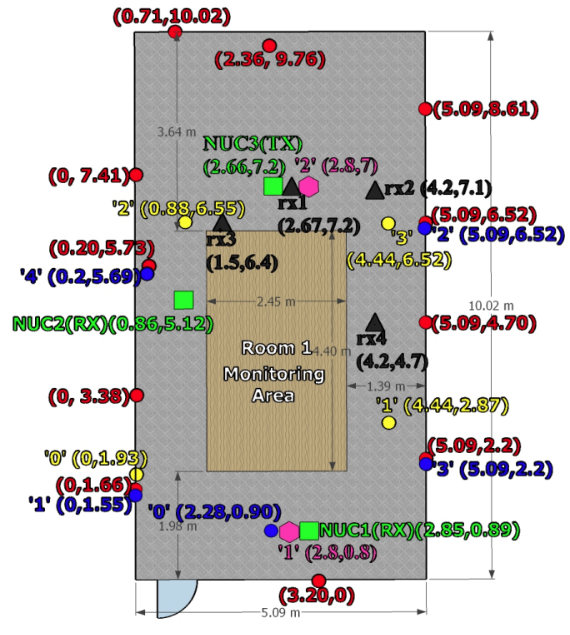 (0.71,10.02)
(2.36, 9.76)
(5.09,8.61)
3.64 m
NUC3(TX)
(2.66,7.2) '2' (2.8,7)
(0, 7.41)
rx2 (4.2,7.1)
rx1
(2.67,7.2)
'2' (0.88,6.55)
(5.09,6.52)
'2' (5.09,6.52)
'3'
(4.44,6.52)
rx3
(1.5,6.4)
(0.20,5.73)
'4' (0.2,5.69)
2.45 m
10.02 m
NUC2(RX)(0.86,5.12)
(5.09,4.70)
rx4
(4.2,4.7)
Room 1
Monitoring
Area
4.40 m
1.39 m
(0, 3.38)
'1' (4.44,2.87)
(5.09,2.2)
'3' (5.09,2.2)
'0' (0,1.93)
(0,1.66)
'1' (0,1.55)
'0' (2.28,0.90)
1.98 m
NUC1(RX)(2.85,0.89)
'1' (2.8,0.8)
(3.20,0)
5.09 m